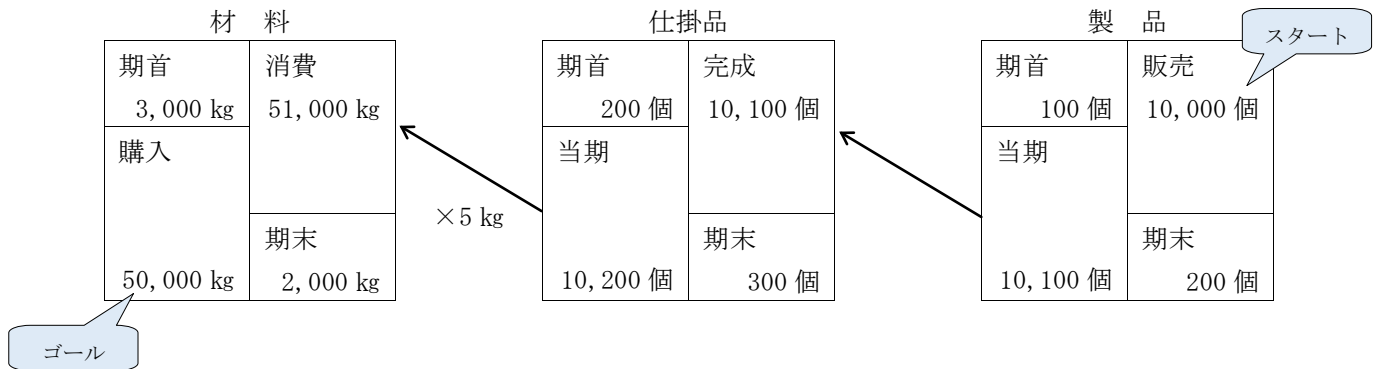 材　料
期首
消費
3,000 kg
51,000 kg
購入
期末
50,000 kg
2,000 kg
ゴール
×5 kg
仕掛品
期首
完成
200 個
10,100 個
当期
期末
10,200 個
300 個
製　品
スタート
期首
販売
100 個
10,000 個
当期
期末
10,100 個
200 個